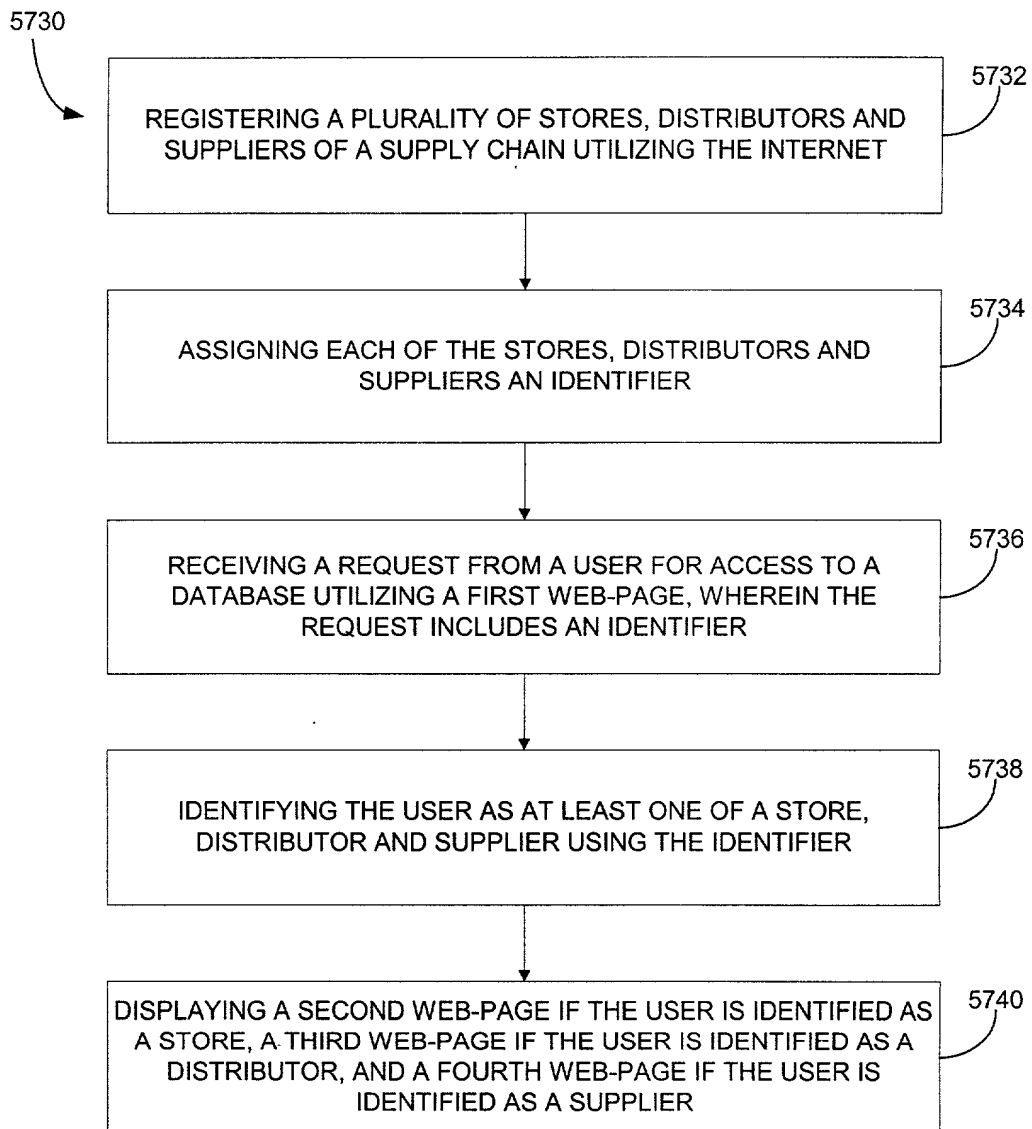 5730
5732
REGISTERING A PLURALITY OF STORES, DISTRIBUTORS AND
SUPPLIERS OF A SUPPLY CHAIN UTILIZING THE INTERNET
5734
ASSIGNING EACH OF THE STORES, DISTRIBUTORS AND
SUPPLIERS AN IDENTIFIER
5736
RECEIVING A REQUEST FROM A USER FOR ACCESS TO A
DATABASE UTILIZING A FIRST WEB-PAGE, WHEREIN THE
REQUEST INCLUDES AN IDENTIFIER
5738
IDENTIFYING THE USER AS AT LEAST ONE OF A STORE,
DISTRIBUTOR AND SUPPLIER USING THE IDENTIFIER
5740
DISPLAYING A SECOND WEB-PAGE IF THE USER IS IDENTIFIED AS
A STORE, A THIRD WEB-PAGE IF THE USER IS IDENTIFIED AS A
DISTRIBUTOR, AND A FOURTH WEB-PAGE IF THE USER IS
IDENTIFIED AS A SUPPLIER